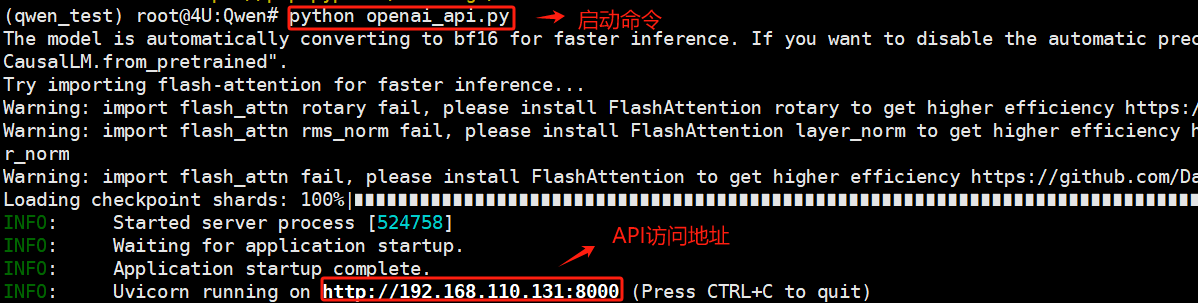 (qwen_test) root@4U:Qwen# python openai_api.py 启动命令
The model is automatically converting to bf16 for faster inference. If you want to disable the automatic prec
CausalLM.from_pretrained".
Try importing flash-attention for faster inference...
Warning: import flash_attn rotary fail, please install FlashAttention rotary to get higher efficiency https:/
Warning: import flash_attn rms_norm fail, please install FlashAttention layer_norm to get higher efficiency h
r_norm
Warning: import flash_attn fail, please install FlashAttention to get higher efficiency https://github.com/Da
Loading checkpoint shards: 100%|
INFO: Started server process [524758]
INFO: Waiting for application startup.
API访问地址
INFO: Application startup complete.
INFO: Uvicorn running on http://192.168.110.131:8000 (Press CTRL+C to quit)